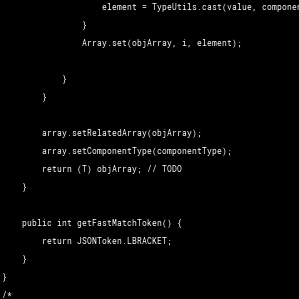 element = TypeUtils.cast(value, componen
}
Array.set(objArray, i, element);
}
}
array.setRelatedArray(objArray);
array.setComponentType(componentType);
return (T) objArray; // TODO
}
public int getFastMatchToken() {
return JSONToken.LBRACKET;
}
}
/*